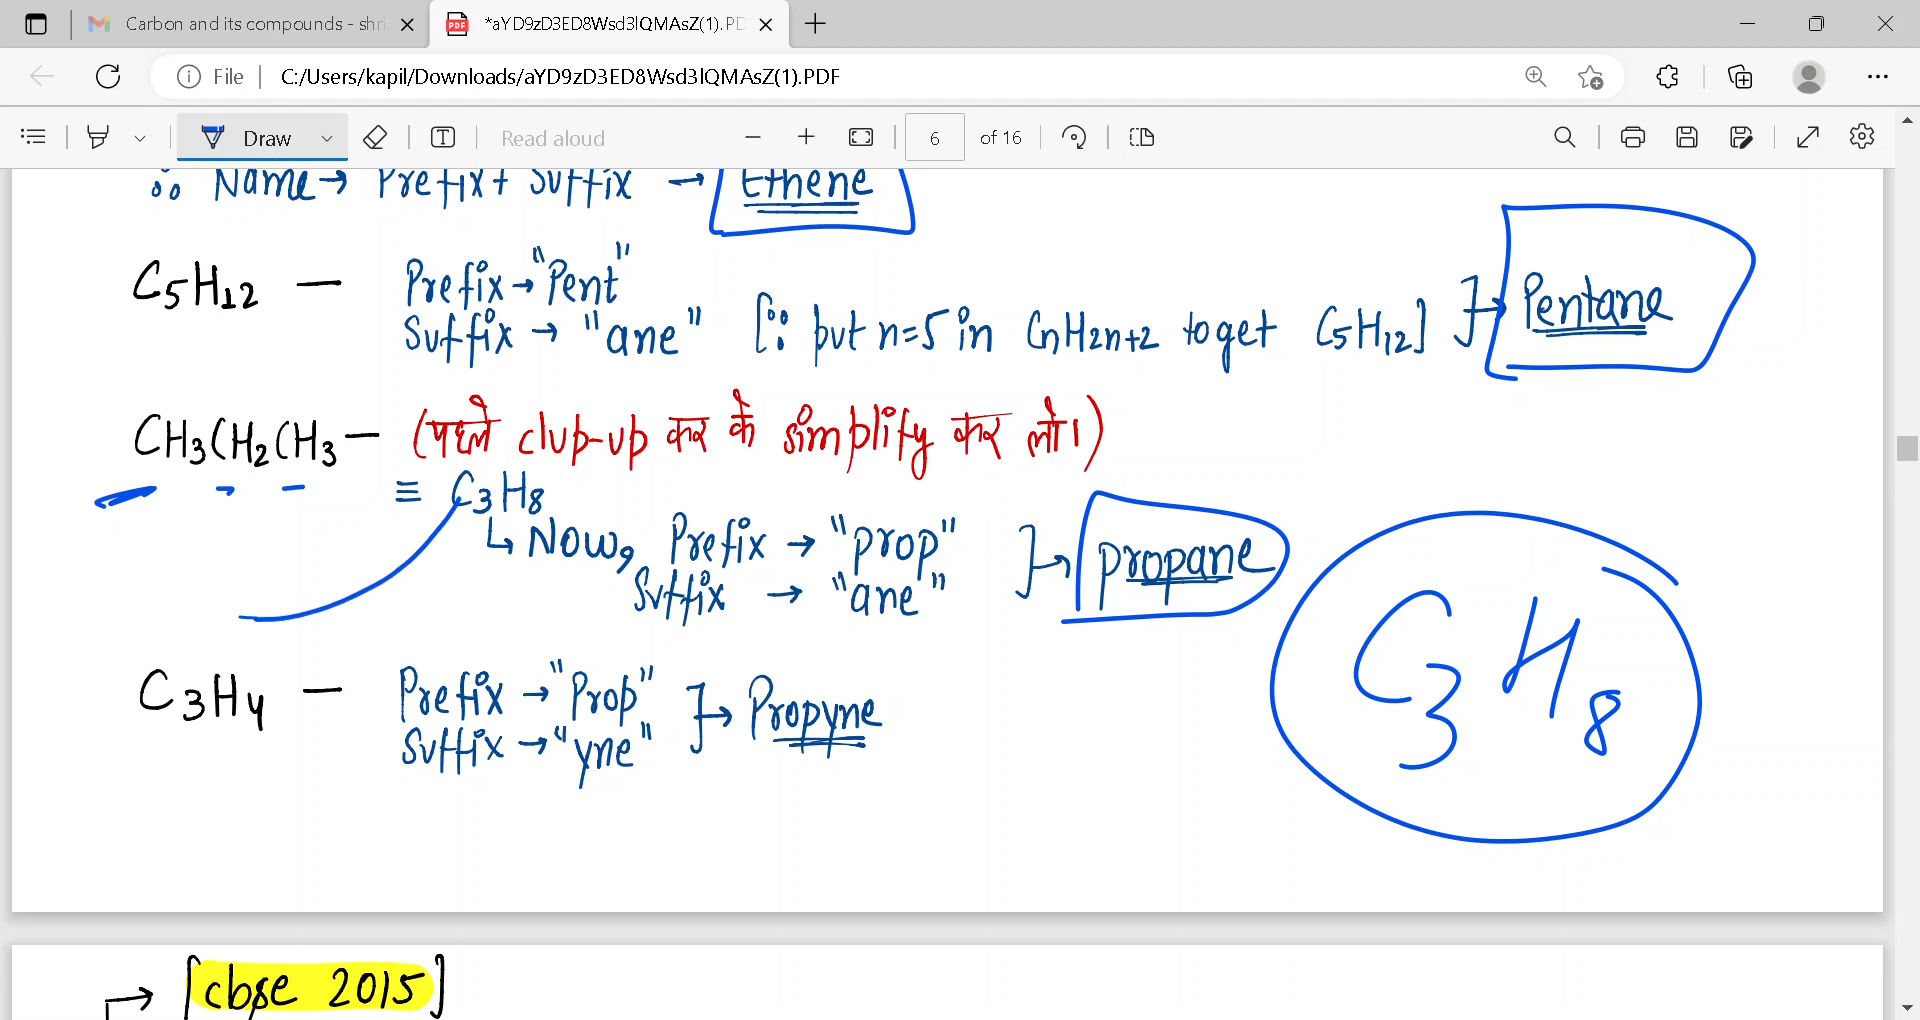 Carbon and its compounds - shri
*aYD9zD3ED8Wsd3lQMAsZ(1).PD
File C:/Users/kapil/Downloads/aYD9zD3ED8Wsd3lQMAsZ(1).PDF
Draw Read aloud 6 of 16
∴ Name→ Prefix+ Suffix → Ethene
C5H12 — Prefix→"Pent"
Suffix → "ane" [∵ put n=5 in CnH2n+2 to get C5H12] }→ Pentane
CH3CH2CH3 — (पहले clup-up कर के simplify कर लो।)
≡ C3H8
↳ Now, Prefix → "prop"
Suffix → "ane" }→ propane
C3H8
C3H4 — Prefix →"Prop"
Suffix →"yne" }→ Propyne
→ [cbse 2015]